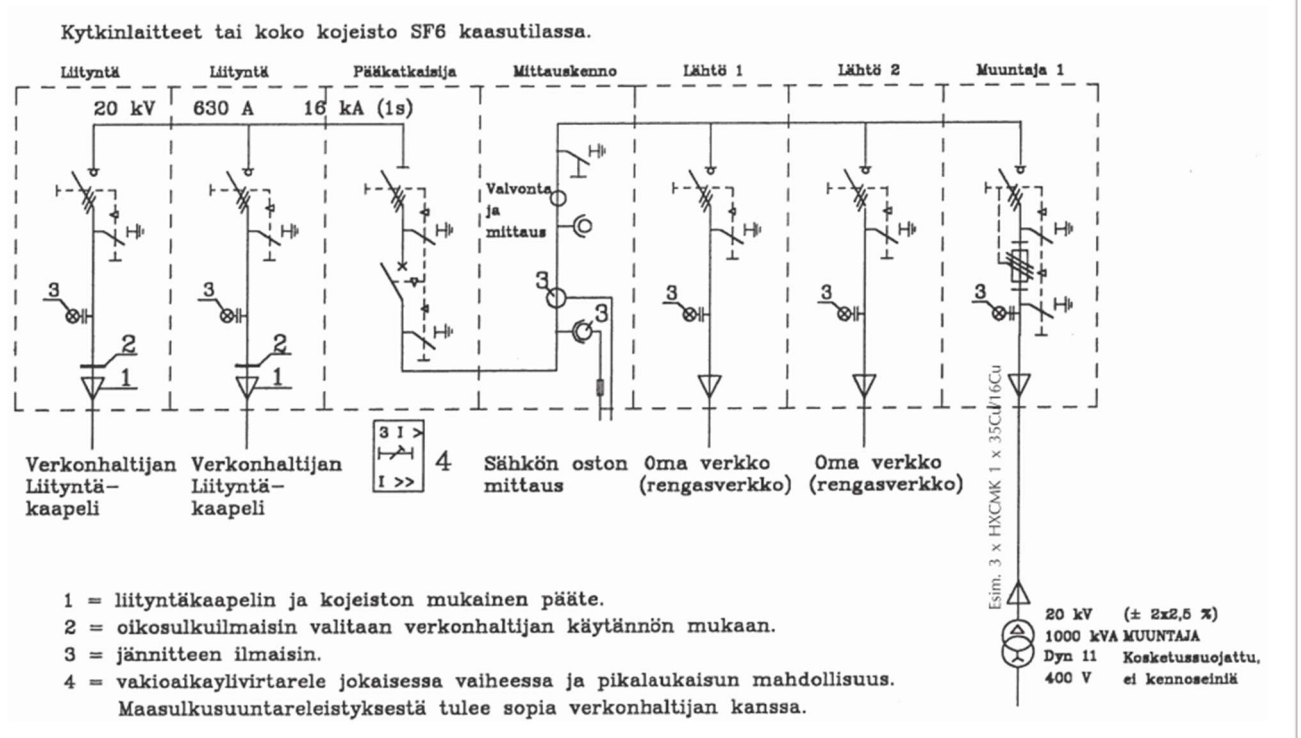 Kytkinlaitteet tai koko kojeisto SF6 kaasutilassa.
Liityntä Liityntä Pääkatkaisija Mittauskenno Lähtö 1 Lähtö 2 Muuntaja 1
20 kV 630 A 16 kA (1s)
Valvonta
ja
mittaus
3
3
3
3
3
3
3
2
1
2
1
3 I >
I >>
4
Verkonhaltijan
Liityntä-
kaapeli
Verkonhaltijan
Liityntä-
kaapeli
Sähkön oston
mittaus
Oma verkko
(rengasverkko)
Oma verkko
(rengasverkko)
Esim. 3 x HXCMK 1 x 35Cu/16Cu
1 = liityntäkaapelin ja kojeiston mukainen pääte.
2 = oikosulkuilmaisin valitaan verkonhaltijan käytännön mukaan.
3 = jännitteen ilmaisin.
4 = vakioaikaylivirtarele jokaisessa vaiheessa ja pikalaukaisun mahdollisuus.
Maasulkusuuntareleistyksestä tulee sopia verkonhaltijan kanssa.
20 kV (± 2x2,5 %)
1000 kVA MUUNTAJA
Dyn 11 Kosketussuojattu,
400 V ei kennoseiniä